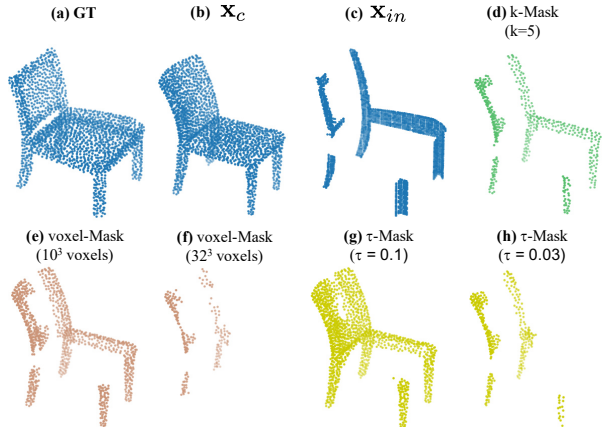 (a) GT
(b) x_c
(c) x_in
(d) k-Mask
(k=5)
(e) voxel-Mask
(10³ voxels)
(f) voxel-Mask
(32³ voxels)
(g) τ-Mask
(τ = 0.1)
(h) τ-Mask
(τ = 0.03)